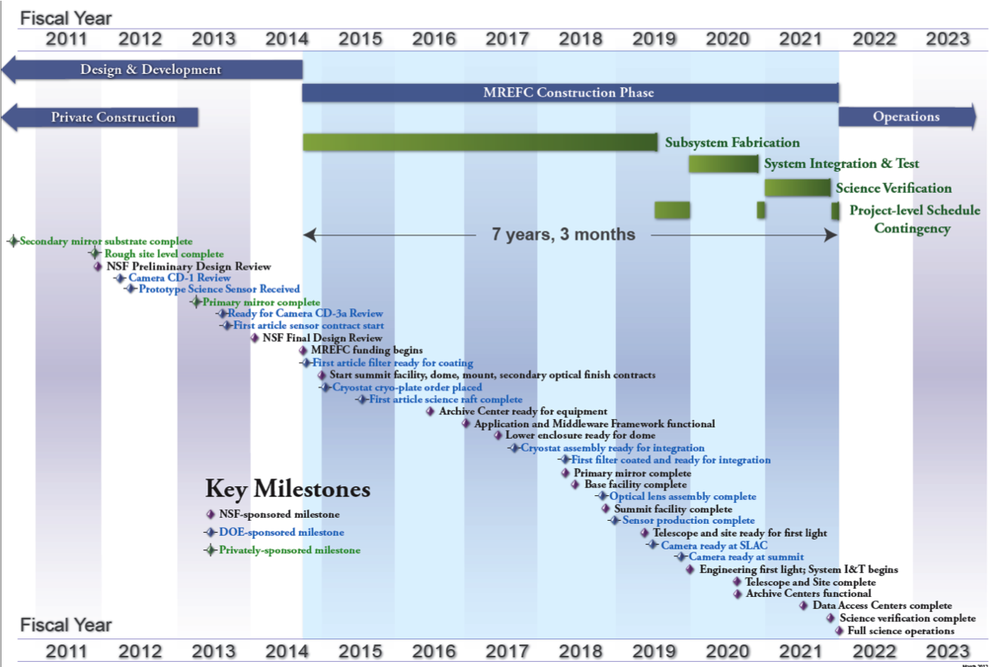 Fiscal Year
2011 2012 2013 2014 2015 2016 2017 2018 2019 2020 2021 2022 2023
Design & Development
MREFC Construction Phase
Private Construction
Operations
Subsystem Fabrication
System Integration & Test
Science Verification
Project-level Schedule
Contingency
7 years, 3 months
Secondary mirror substrate complete
Rough site level complete
NSF Preliminary Design Review
Camera CD-1 Review
Prototype Science Sensor Received
Primary mirror complete
Ready for Camera CD-3a Review
First article sensor contract start
NSF Final Design Review
MREFC funding begins
First article filter ready for coating
Start summit facility, dome, mount, secondary optical finish contracts
Cryostat cryo-plate order placed
First article science raft complete
Archive Center ready for equipment
Application and Middleware Framework functional
Lower enclosure ready for dome
Cryostat assembly ready for integration
First filter coated and ready for integration
Primary mirror complete
Base facility complete
Optical lens assembly complete
Summit facility complete
Sensor production complete
Telescope and site ready for first light
Camera ready at SLAC
Camera ready at summit
Engineering first light; System I&T begins
Telescope and Site complete
Archive Centers functional
Data Access Centers complete
Science verification complete
Full science operations
Key Milestones
NSF-sponsored milestone
DOE-sponsored milestone
Privately-sponsored milestone
Fiscal Year
2011 2012 2013 2014 2015 2016 2017 2018 2019 2020 2021 2022 2023